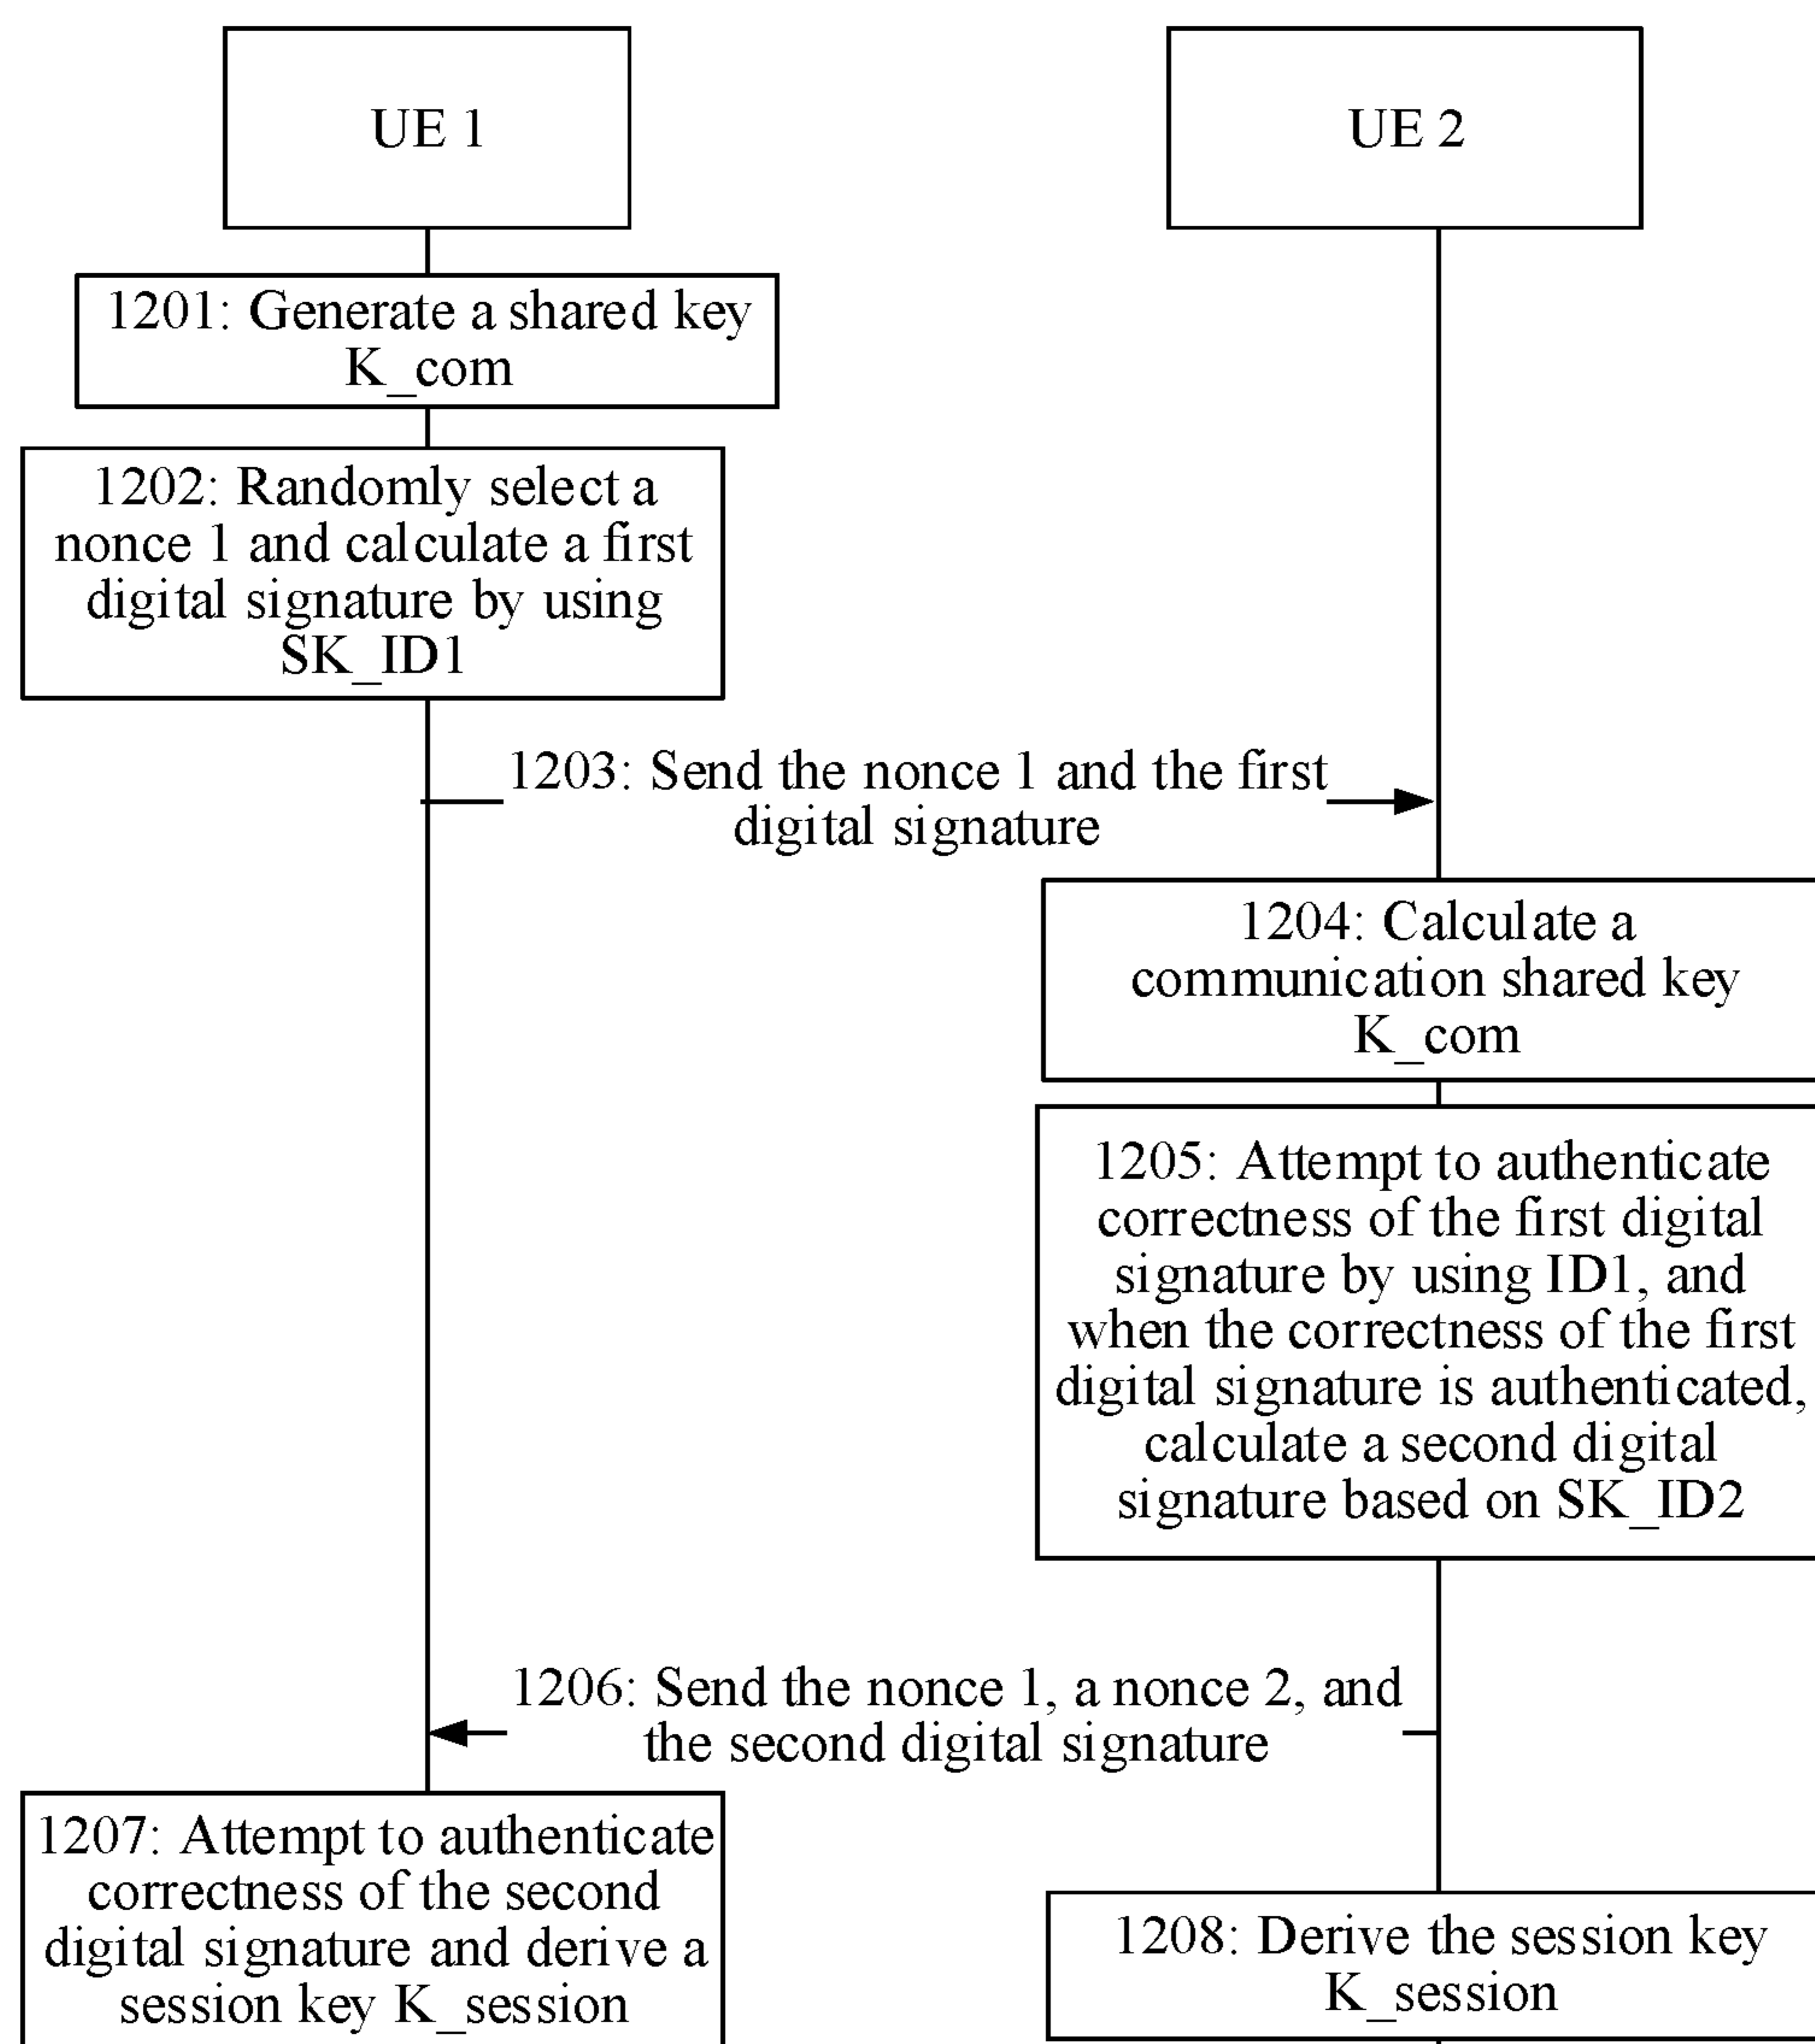 UE 1
UE 2
1201: Generate a shared key
K_com
1202: Randomly select a
nonce 1 and calculate a first
digital signature by using
SK_ID1
1203: Send the nonce 1 and the first
digital signature
1204: Calculate a
communication shared key
K_com
1205: Attempt to authenticate
correctness of the first digital
signature by using ID1, and
when the correctness of the first
digital signature is authenticated,
calculate a second digital
signature based on SK_ID2
1206: Send the nonce 1, a nonce 2, and
the second digital signature
1207: Attempt to authenticate
correctness of the second
digital signature and derive a
session key K_session
1208: Derive the session key
K_session